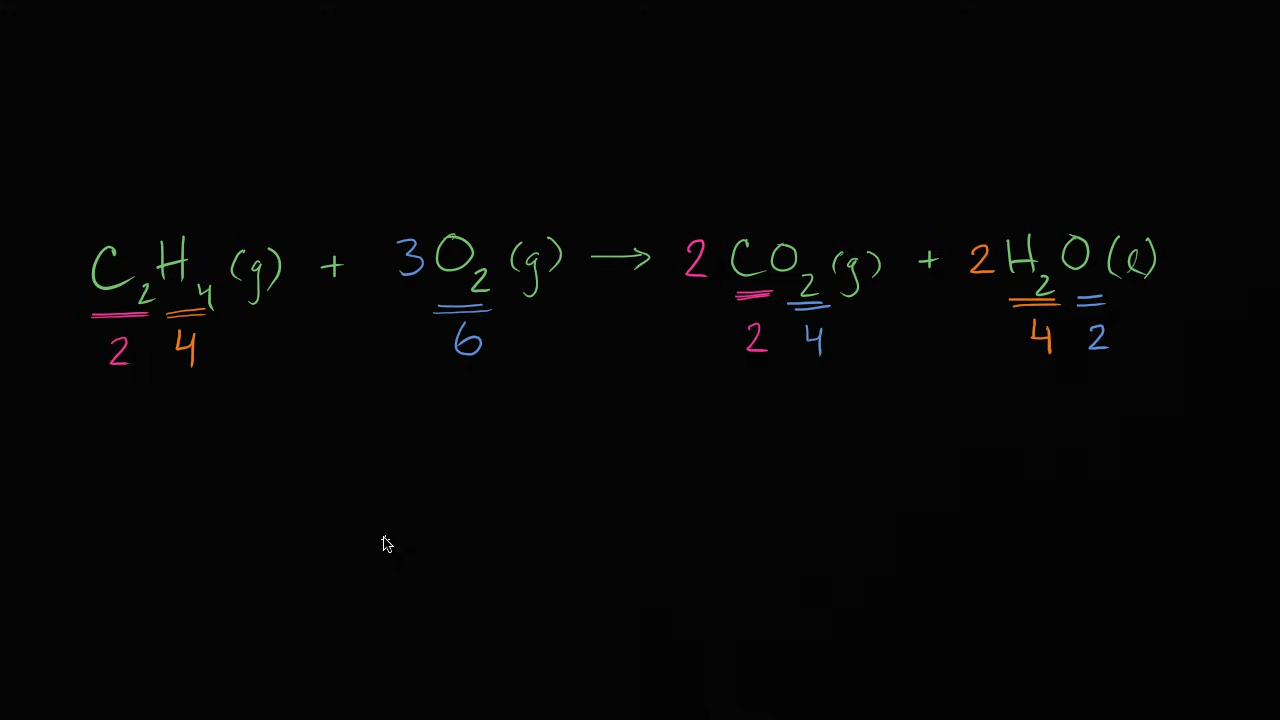 C₂H₄(g) + 3O₂(g) → 2CO₂(g) + 2H₂O(l)
2 4 6 2 4 4 2